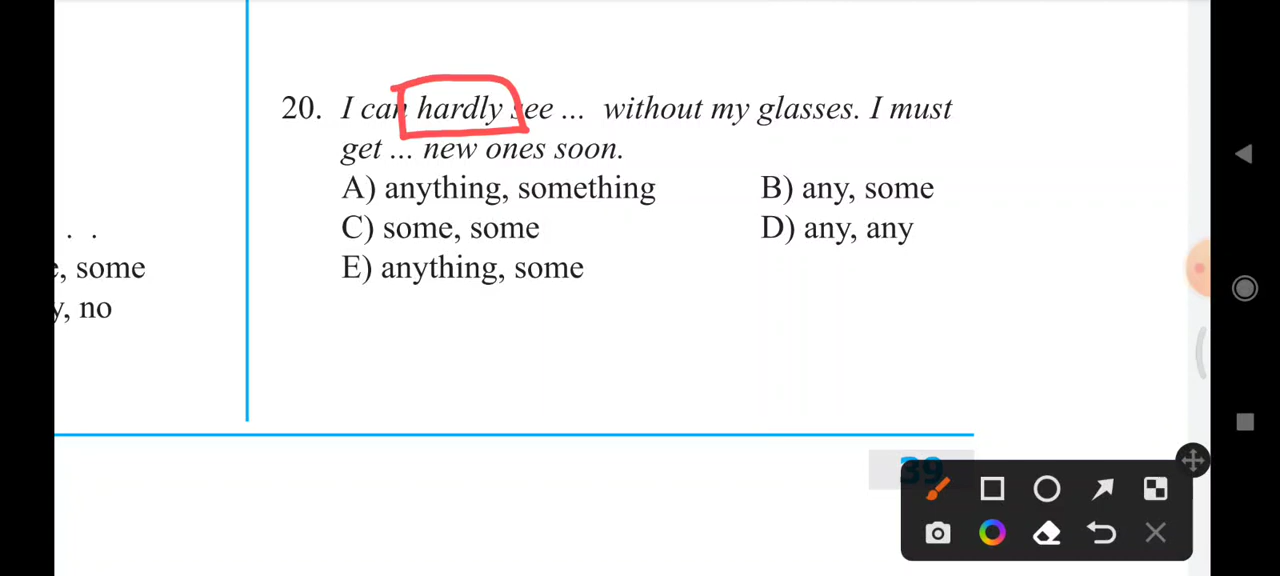 20. I can hardly see ... without my glasses. I must
get ... new ones soon.
A) anything, something B) any, some
C) some, some D) any, any
E) anything, some
. .
, some
, no
39